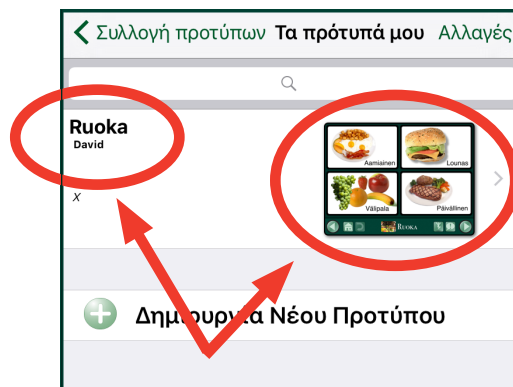 Συλλογή προτύπων Τα πρότυπά μου Αλλαγές
Ruoka
David
X
Aamiainen Lounas
Välipala Päivällinen
RUOKA
Δημιουργία Νέου Προτύπου